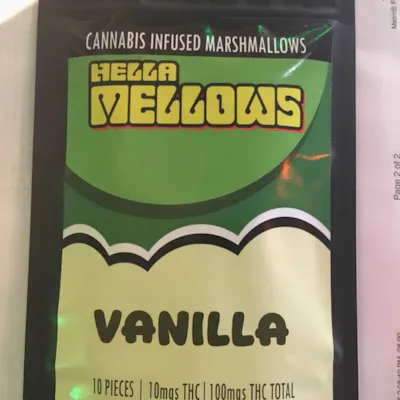 CANNABIS INFUSED MARSHMALLOWS
HELLA
MELLOWS
VANILLA
10 PIECES | 10mgs THC | 100mgs THC TOTAL
Page 2 of 2